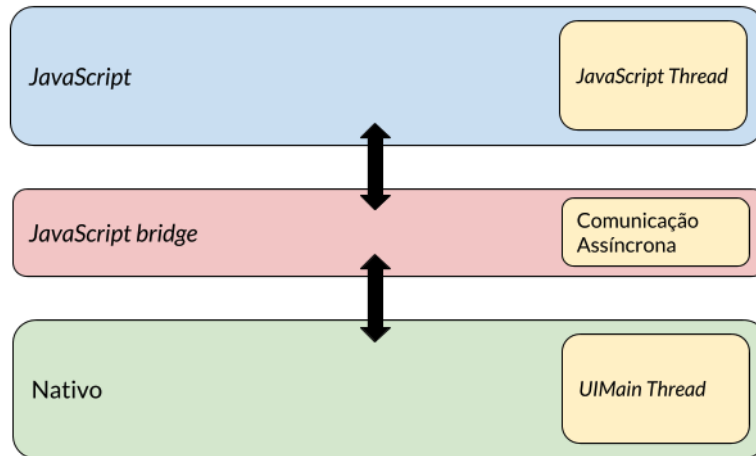 JavaScript
JavaScript Thread
JavaScript bridge
Comunicação
Assíncrona
Nativo
UIMain Thread